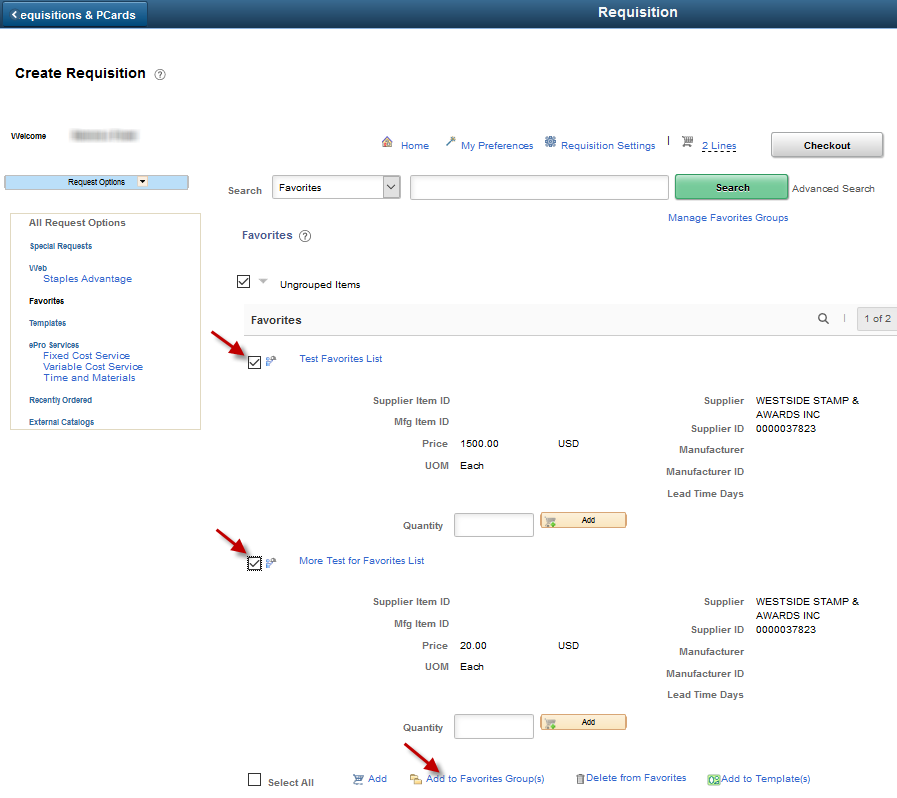 equisitions & PCards
Requisition
Create Requisition ?
Welcome
Home My Preferences Requisition Settings | 2 Lines Checkout
Request Options
Search Favorites Search Advanced Search
Manage Favorites Groups
All Request Options
Special Requests
Web
Staples Advantage
Favorites
Templates
ePro Services
Fixed Cost Service
Variable Cost Service
Time and Materials
Recently Ordered
External Catalogs
Favorites ?
Ungrouped Items
Favorites | 1 of 2
Test Favorites List
Supplier Item ID
Mfg Item ID
Price 1500.00 USD
UOM Each
Supplier WESTSIDE STAMP &
AWARDS INC
Supplier ID 0000037823
Manufacturer
Manufacturer ID
Lead Time Days
Quantity Add
More Test for Favorites List
Supplier Item ID
Mfg Item ID
Price 20.00 USD
UOM Each
Supplier WESTSIDE STAMP &
AWARDS INC
Supplier ID 0000037823
Manufacturer
Manufacturer ID
Lead Time Days
Quantity Add
Select All Add Add to Favorites Group(s) Delete from Favorites Add to Template(s)